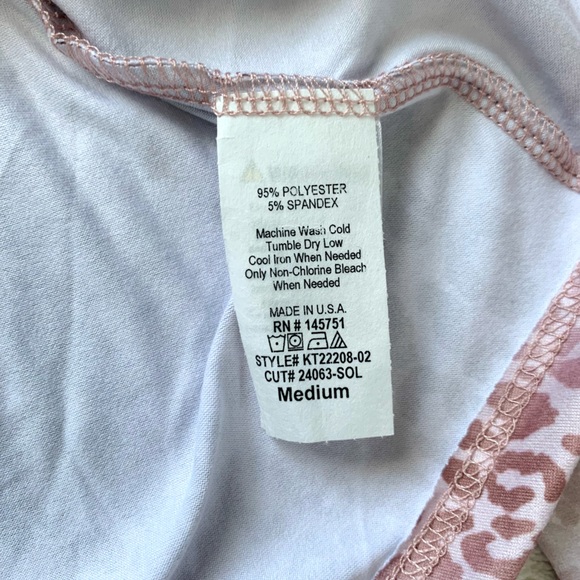 95% POLYESTER
5% SPANDEX
Machine Wash Cold
Tumble Dry Low
Cool Iron When Needed
Only Non-Chlorine Bleach
When Needed
MADE IN U.S.A.
RN # 145751
STYLE# KT22208-02
CUT# 24063-SOL
Medium